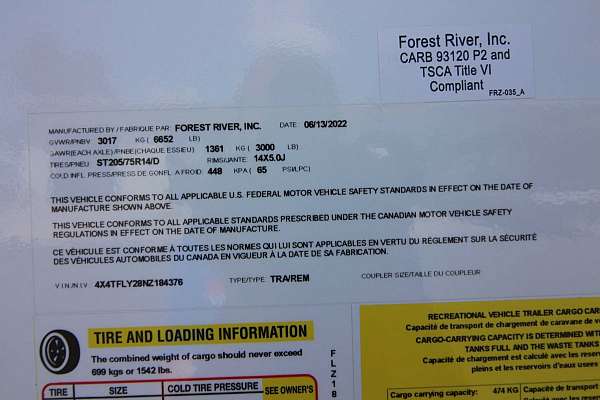 Forest River, Inc.
CARB 93120 P2 and
TSCA Title VI
Compliant
FRZ-035_A
MANUFACTURED BY / FABRIQUE PAR FOREST RIVER, INC. DATE: 06/13/2022
GVWR/PNBV 3017 KG ( 6652 LB)
GAWR(EACH AXLE) /PNBE(CHAQUE ESSIEU) 1361 KG ( 3000 LB)
TIRES/PNEU ST205/75R14/D RIMS/JANTE 14X5.0J
COLD INFL PRESS/PRESS DE GONFL A FROID 448 KPA ( 65 PSI/LPC)
THIS VEHICLE CONFORMS TO ALL APPLICABLE U.S. FEDERAL MOTOR VEHICLE SAFETY STANDARDS IN EFFECT ON THE DATE OF
MANUFACTURE SHOWN ABOVE.
THIS VEHICLE CONFORMS TO ALL APPLICABLE STANDARDS PRESCRIBED UNDER THE CANADIAN MOTOR VEHICLE SAFETY
REGULATIONS IN EFFECT ON THE DATE OF MANUFACTURE.
CE VÉHICULE EST CONFORME À TOUTES LES NORMES QUI LUI SONT APPLICABLES EN VERTU DU RÈGLEMENT SUR LA SÉCURITÉ
DES VÉHICULES AUTOMOBILES DU CANADA EN VIGUEUR À LA DATE DE SA FABRICATION.
V.I.N./N.I.V. 4X4TFLY28NZ184376 TYPE/TYPE: TRA/REM COUPLER SIZE/TAILLE DU COUPLEUR
TIRE AND LOADING INFORMATION
The combined weight of cargo should never exceed
699 kgs or 1542 lbs.
TIRE SIZE COLD TIRE PRESSURE SEE OWNER'S
FLZ18
RECREATIONAL VEHICLE TRAILER CARGO CAR
Capacité de transport de chargement de caravane de v
CARGO-CARRYING CAPACITY IS DETERMINED WITH
TANKS FULL AND THE WASTE TANKS
Capacité de transport de chargement est calculé avec les reser
pleins et les reservoirs d'eaux usees
Cargo carrying capacity: 474 KG Capacité de transport